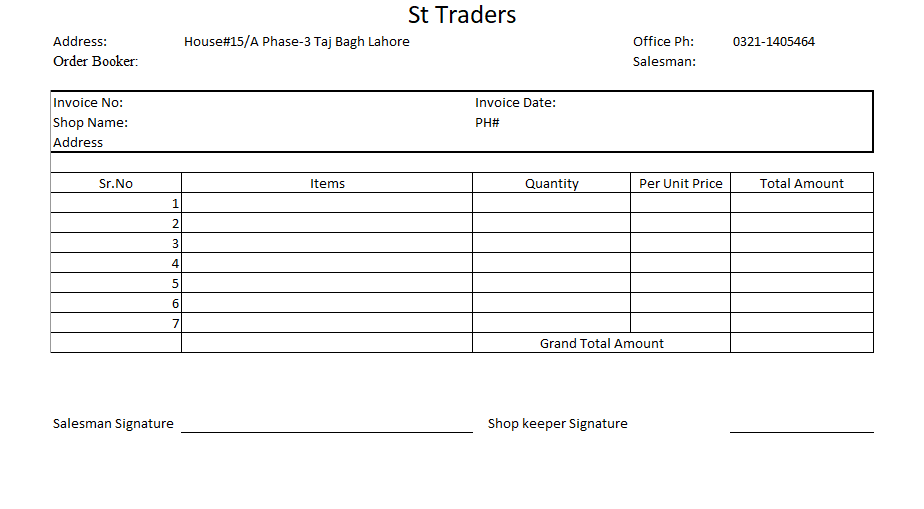 St Traders
Address: House#15/A Phase-3 Taj Bagh Lahore Office Ph: 0321-1405464
Order Booker: Salesman:
Invoice No: Invoice Date:
Shop Name: PH#
Address
Sr.No Items Quantity Per Unit Price Total Amount
1
2
3
4
5
6
7
Grand Total Amount
Salesman Signature Shop keeper Signature